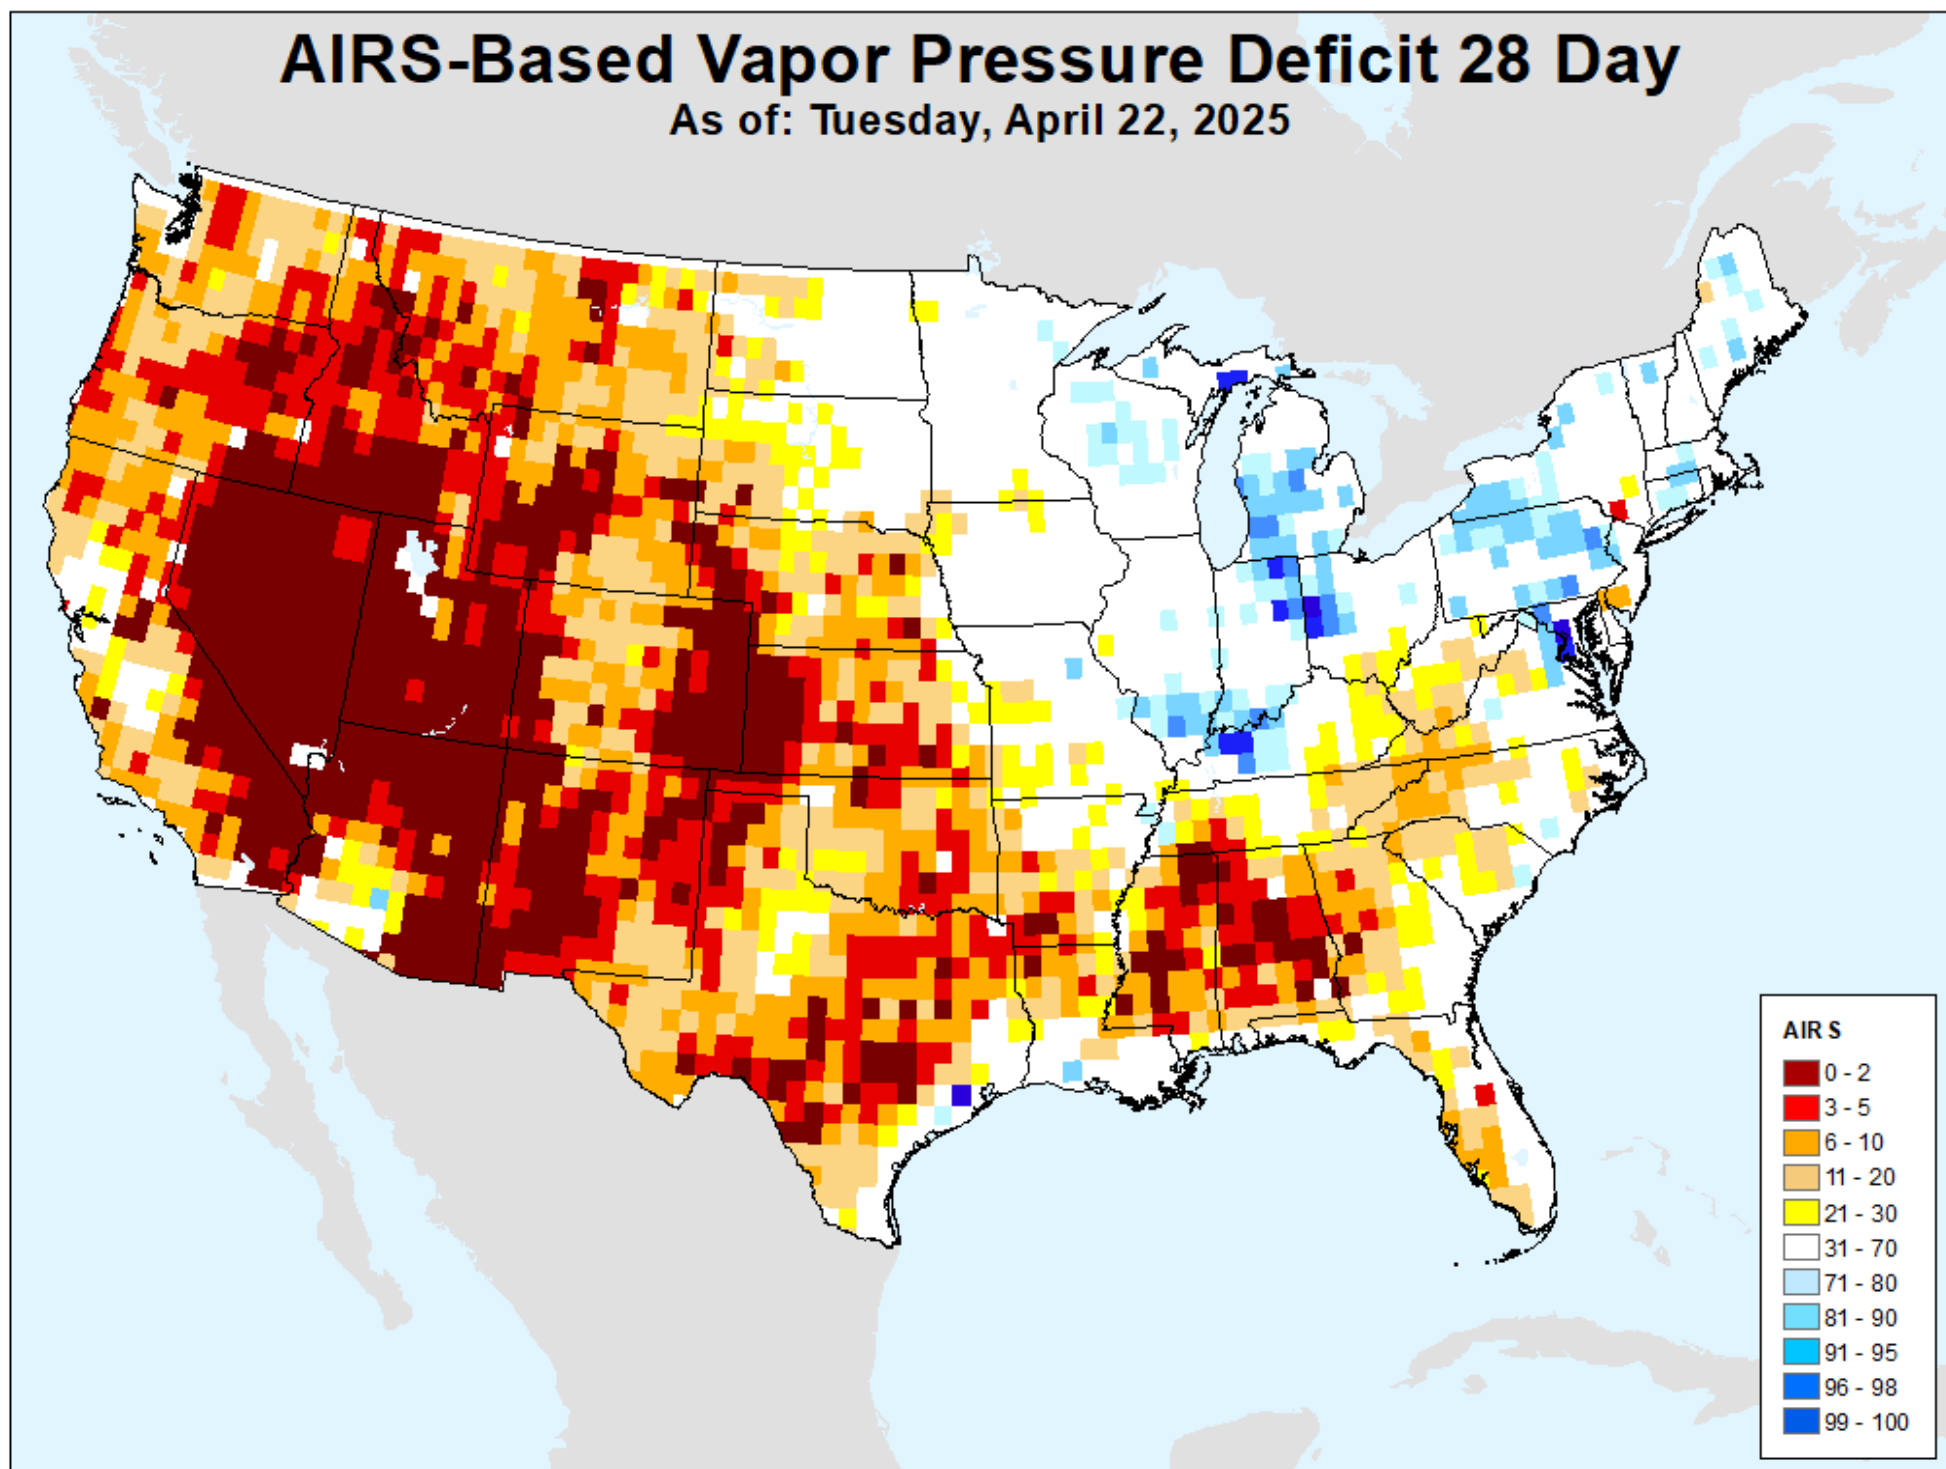 AIRS-Based Vapor Pressure Deficit 28 Day
As of: Tuesday, April 22, 2025
AIRS
0 - 2
3 - 5
6 - 10
11 - 20
21 - 30
31 - 70
71 - 80
81 - 90
91 - 95
96 - 98
99 - 100